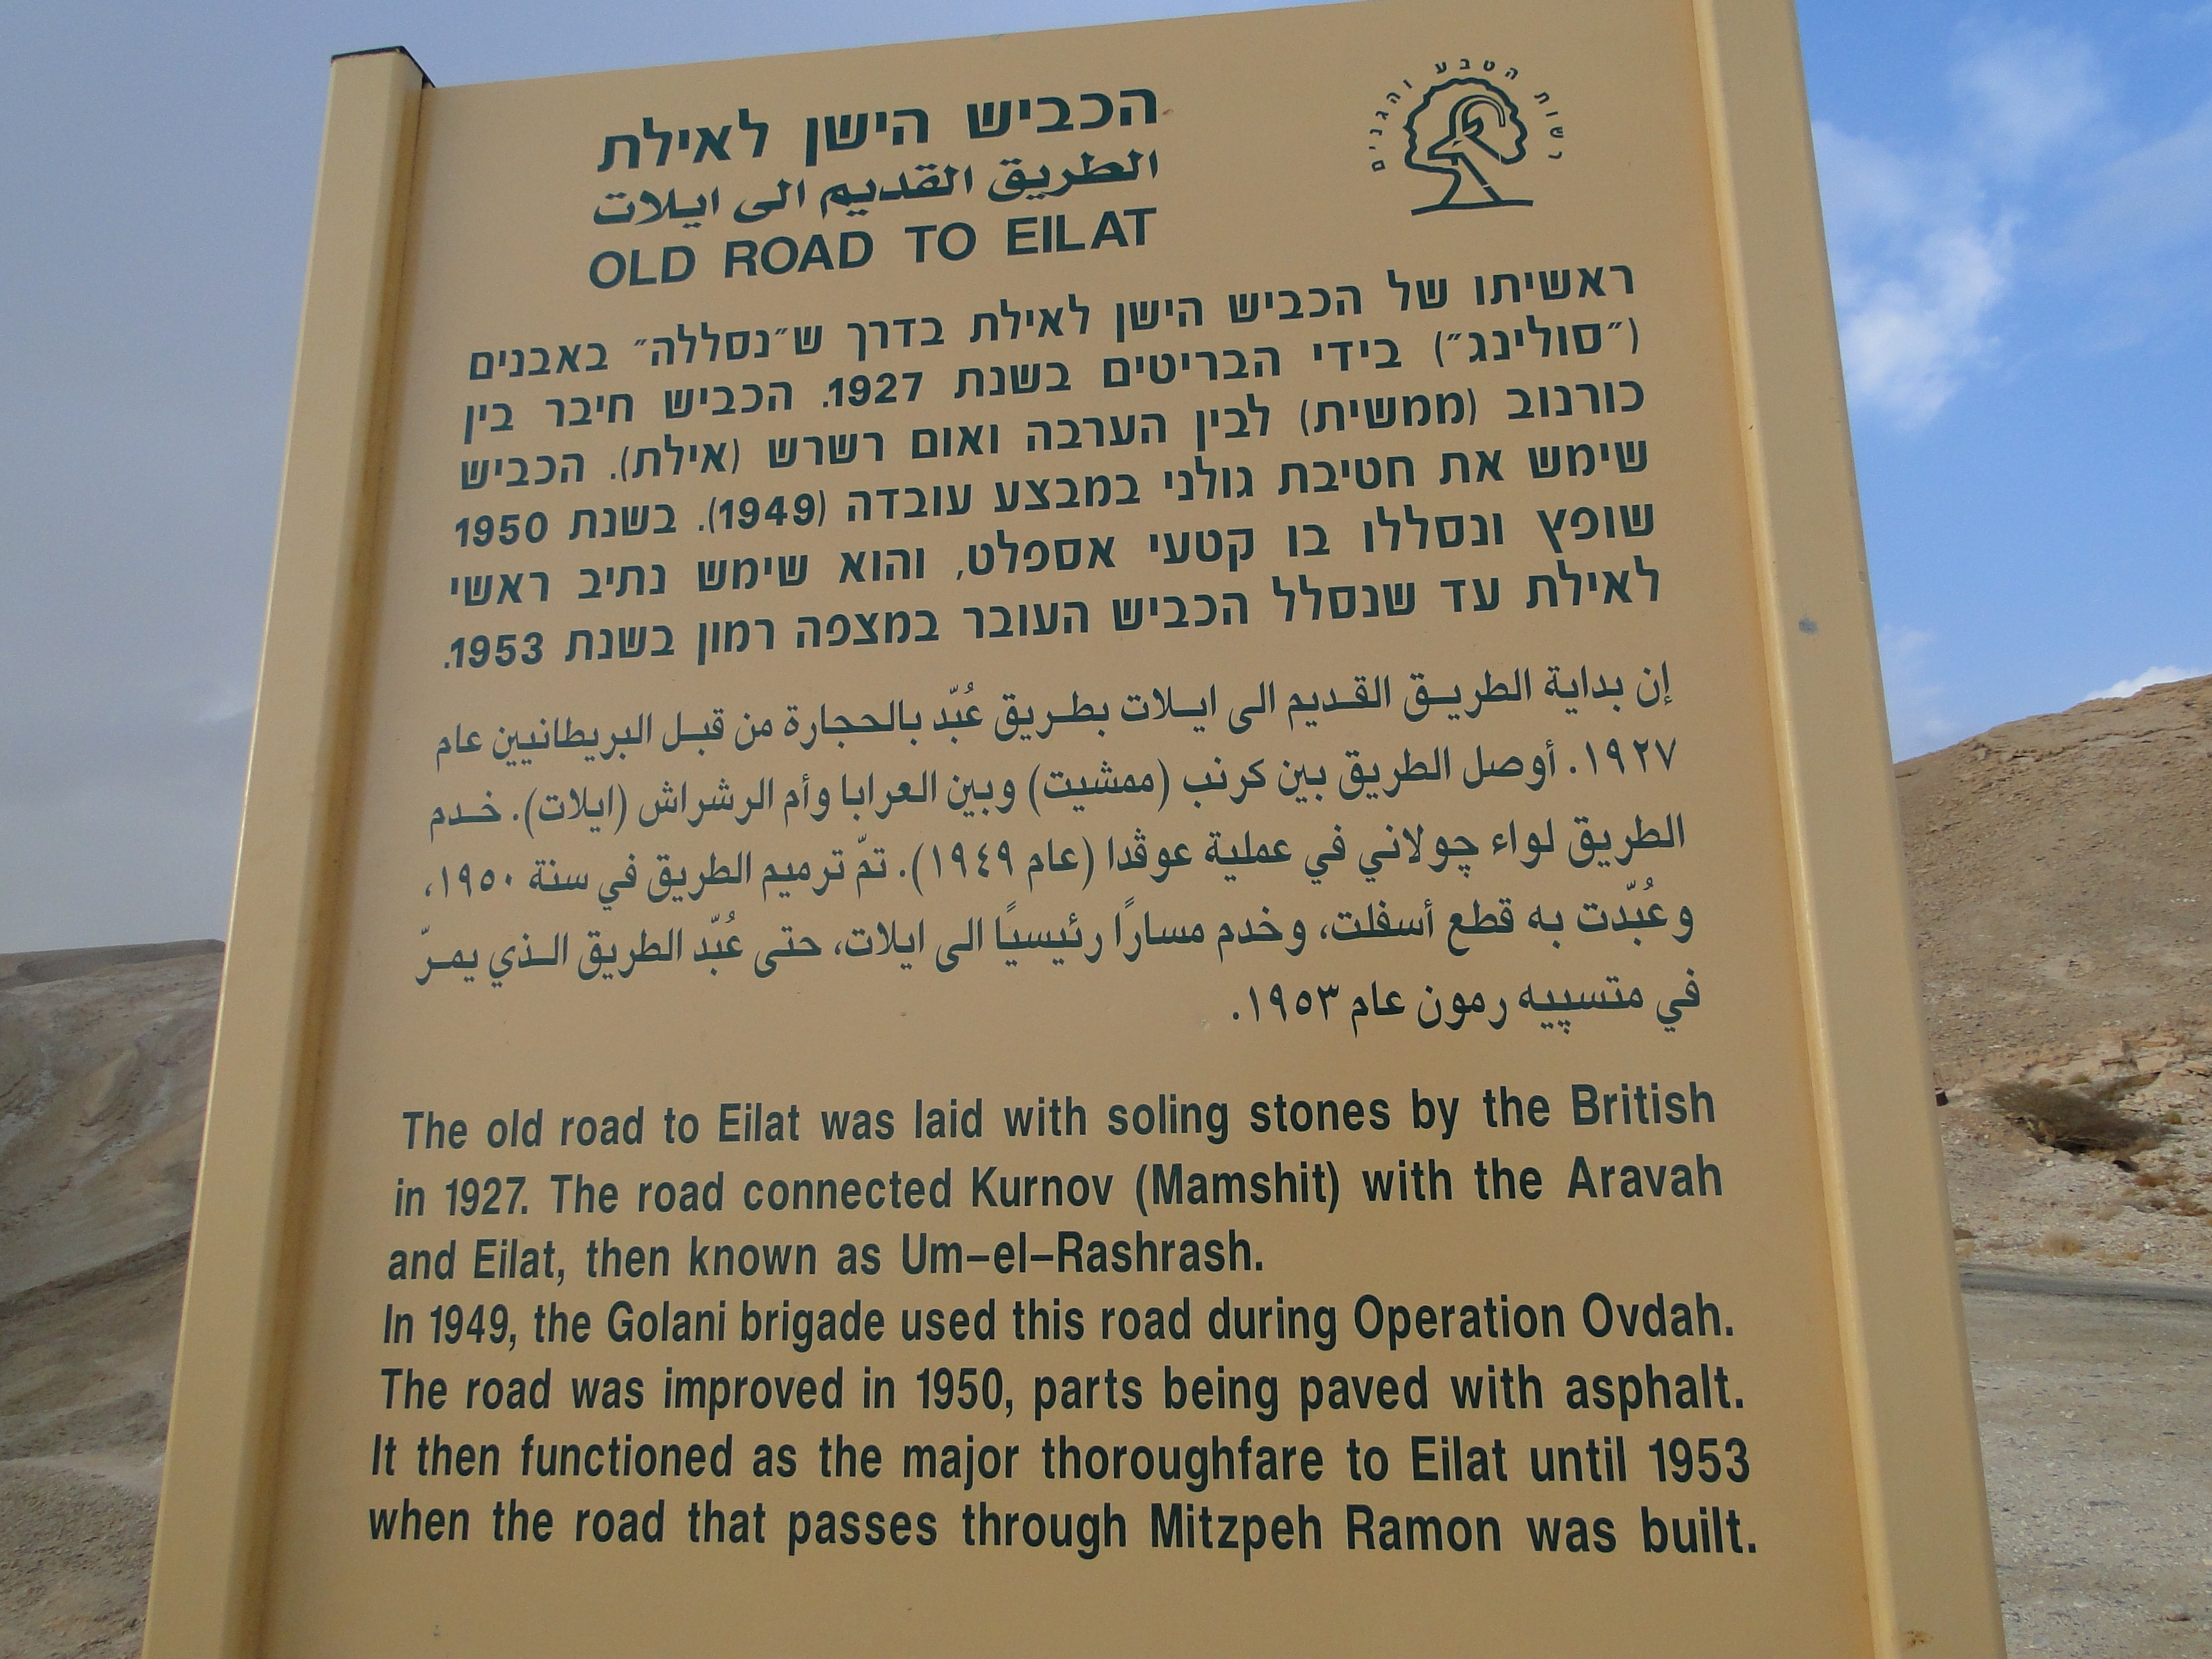 הכביש הישן לאילת
الطريق القديم الى ايلات
OLD ROAD TO EILAT
רשות הטבע והגנים
ראשיתו של הכביש הישן לאילת בדרך ש״נסללה״ באבנים
(״סולינג״) בידי הבריטים בשנת 1927. הכביש חיבר בין
כורנוב (ממשית) לבין הערבה ואום רשרש (אילת). הכביש
שימש את חטיבת גולני במבצע עובדה (1949). בשנת 1950
שופץ ונסללו בו קטעי אספלט, והוא שימש נתיב ראשי
לאילת עד שנסלל הכביש העובר במצפה רמון בשנת 1953.
إن بداية الطريق القديم الى ايلات بطريق عُبّد بالحجارة من قبل البريطانيين عام
١٩٢٧. أوصل الطريق بين كرنب (ممشيت) وبين العرابا وأم الرشراش (ايلات). خدم
الطريق لواء چولاني في عملية عوڤدا (عام ١٩٤٩). تمّ ترميم الطريق في سنة ١٩٥٠،
وعُبّدت به قطع أسفلت، وخدم مسارًا رئيسيًا الى ايلات، حتى عُبّد الطريق الذي يمرّ
في متسپيه رمون عام ١٩٥٣.
The old road to Eilat was laid with soling stones by the British
in 1927. The road connected Kurnov (Mamshit) with the Aravah
and Eilat, then known as Um–el–Rashrash.
In 1949, the Golani brigade used this road during Operation Ovdah.
The road was improved in 1950, parts being paved with asphalt.
It then functioned as the major thoroughfare to Eilat until 1953
when the road that passes through Mitzpeh Ramon was built.